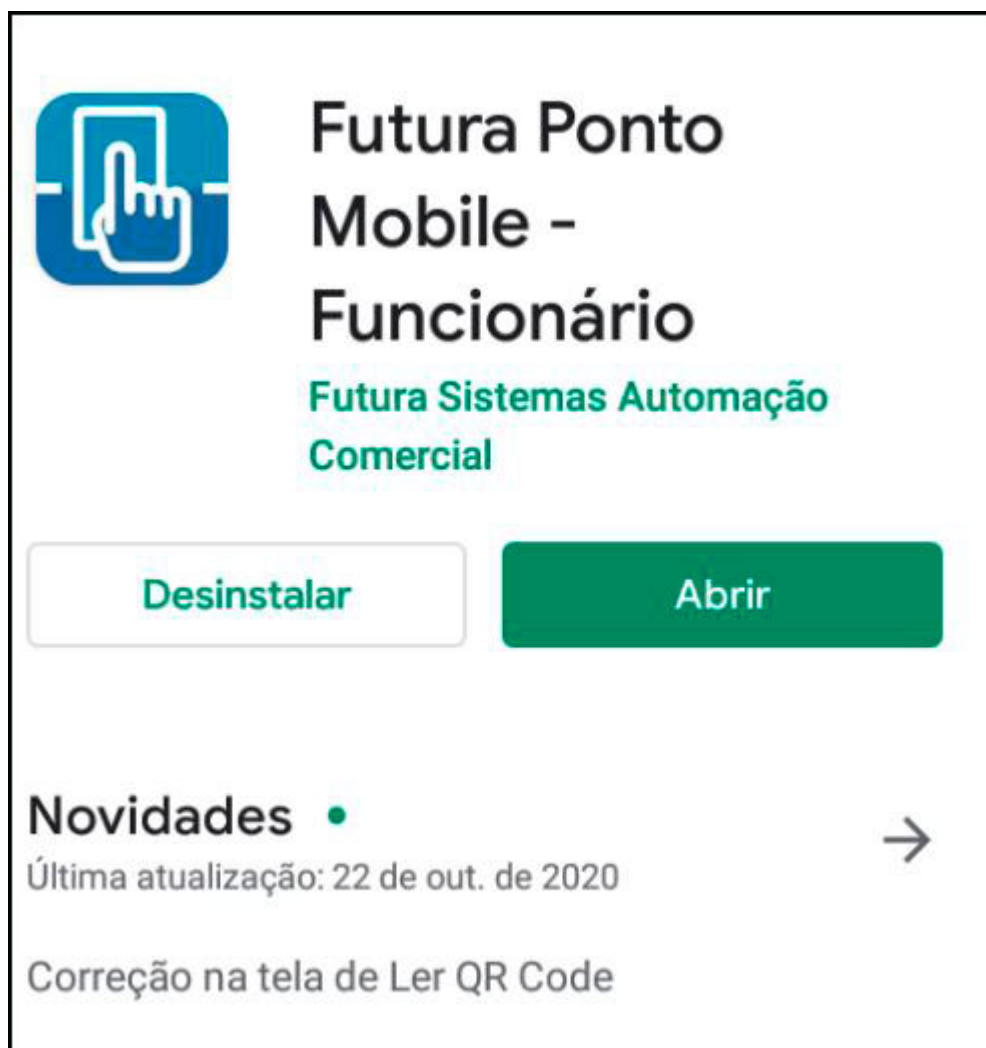 Futura Ponto
Mobile -
Funcionário
Futura Sistemas Automação
Comercial
Desinstalar
Abrir
Novidades
Última atualização: 22 de out. de 2020
Correção na tela de Ler QR Code